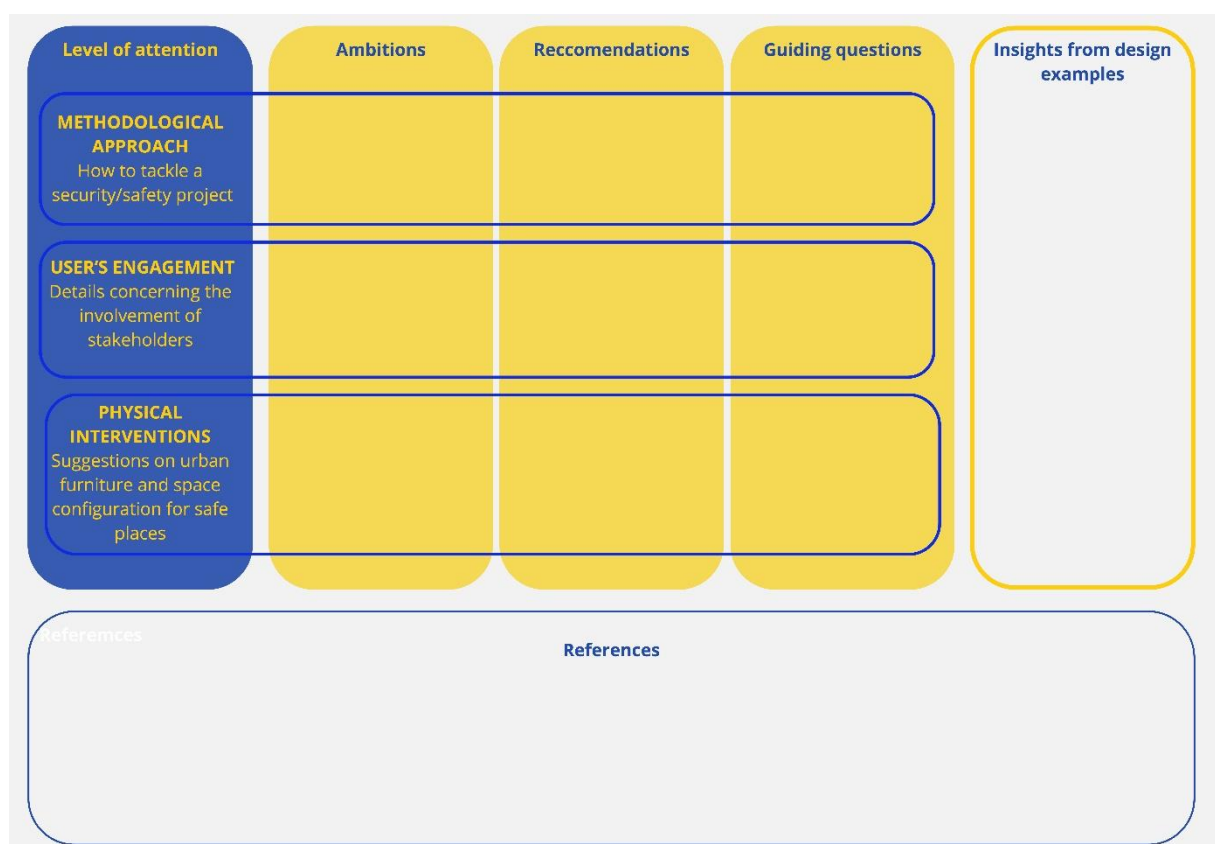 Level of attention
Ambitions
Reccomendations
Guiding questions
Insights from design
examples
METHODOLOGICAL
APPROACH
How to tackle a
security/safety project
USER'S ENGAGEMENT
Details concerning the
involvement of
stakeholders
PHYSICAL
INTERVENTIONS
Suggestions on urban
furniture and space
configuration for safe
places
Referemces
References